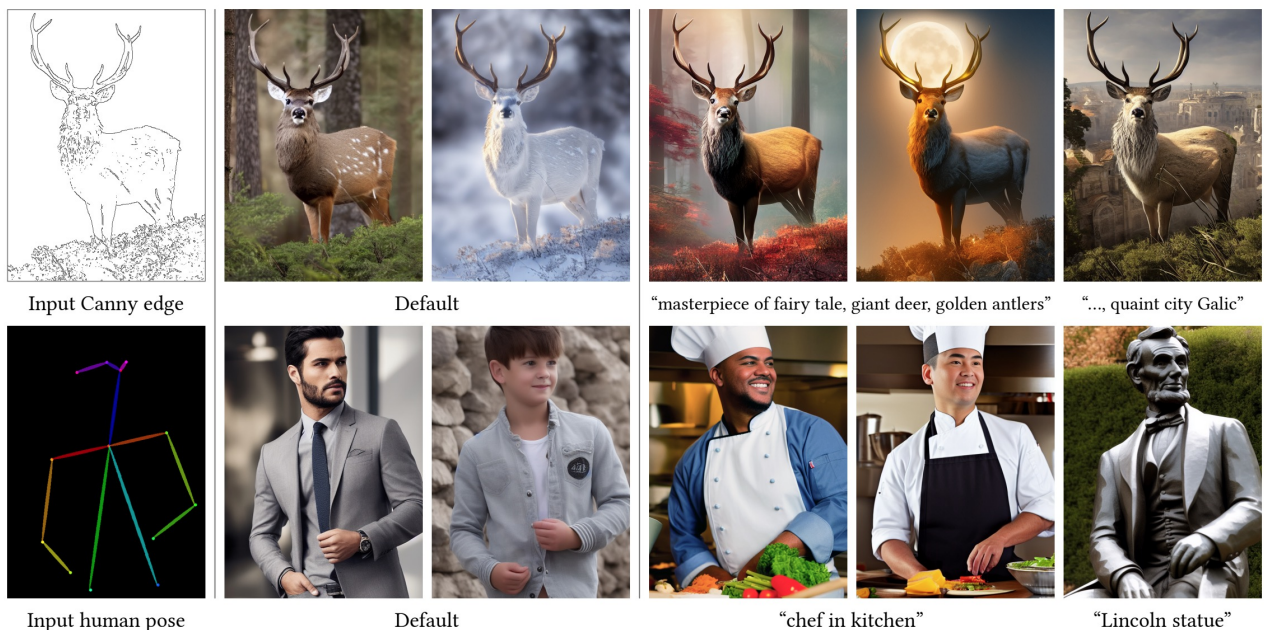 Input Canny edge
Default
“masterpiece of fairy tale, giant deer, golden antlers”
“…, quaint city Galic”
Input human pose
Default
“chef in kitchen”
“Lincoln statue”